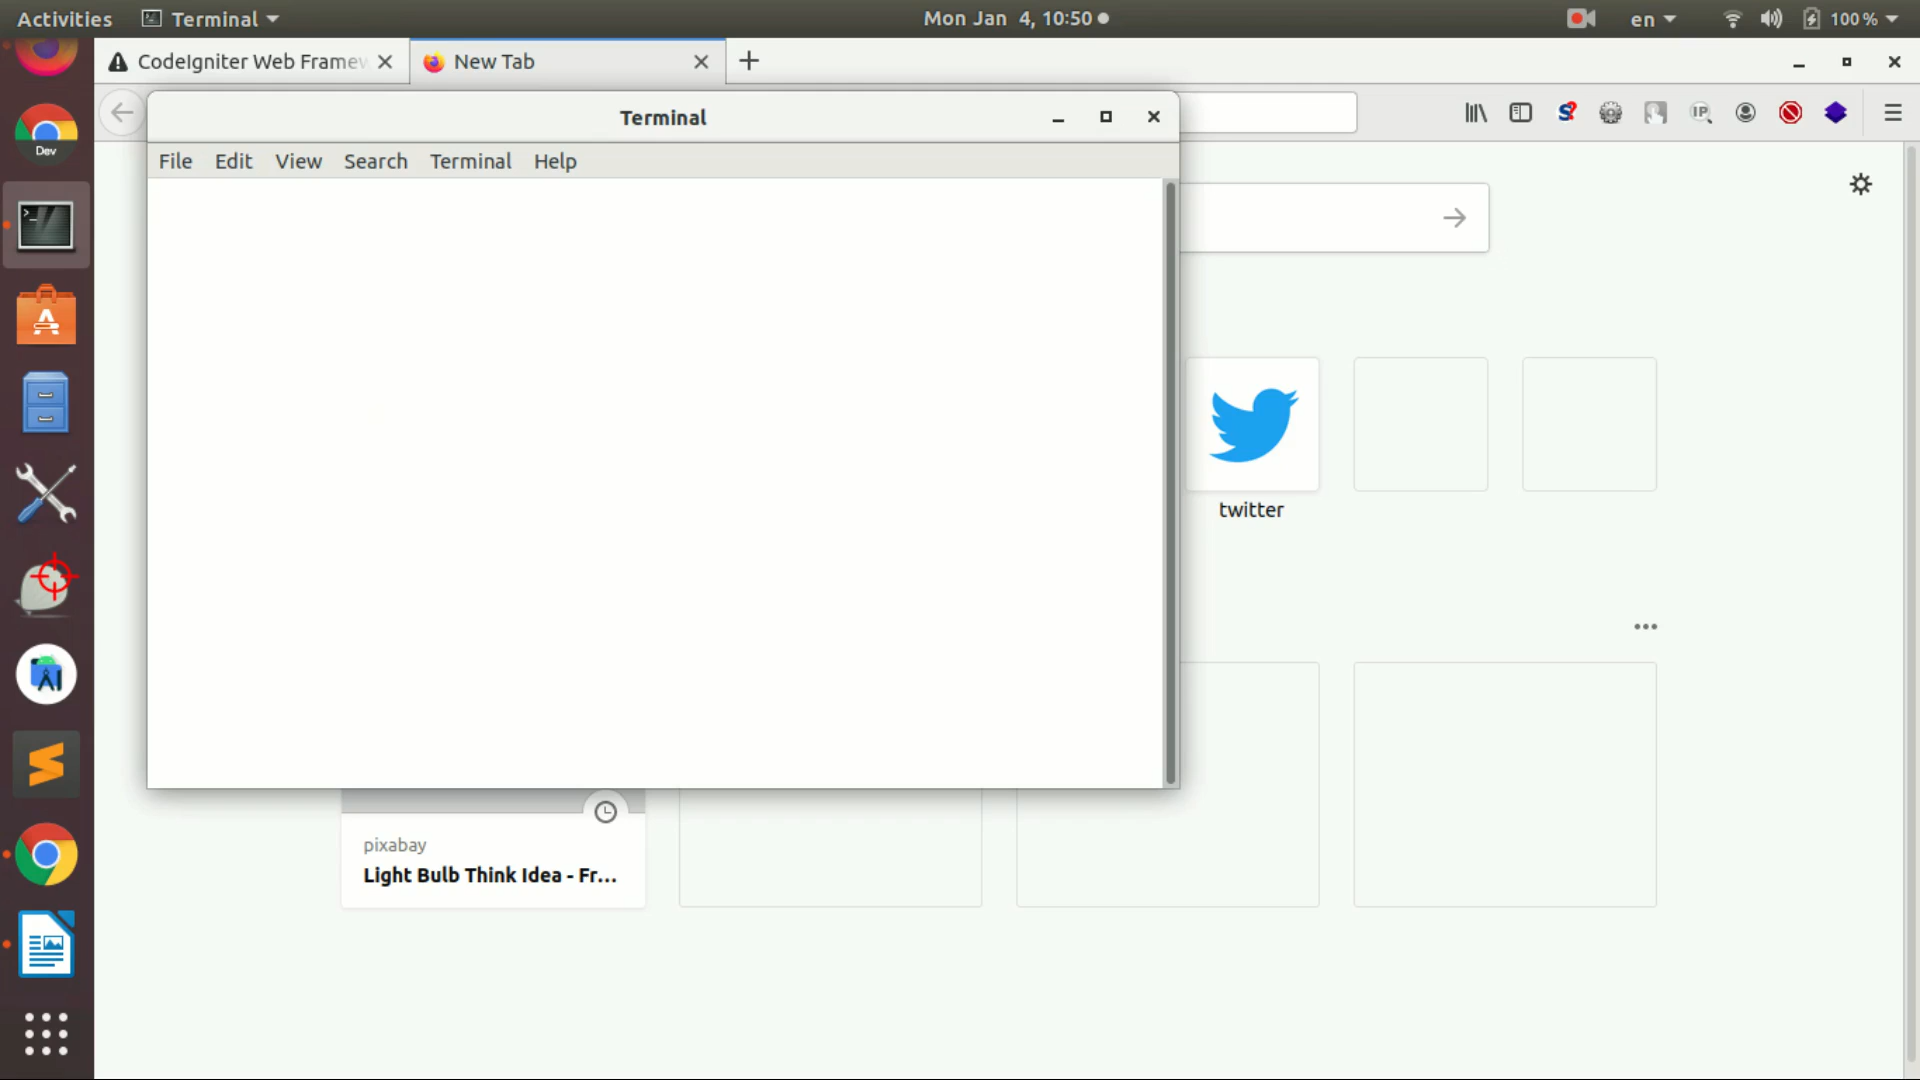 Activities Terminal Mon Jan 4, 10:50 en 100 %
CodeIgniter Web Framew New Tab
Terminal
File Edit View Search Terminal Help
IP
Dev
twitter
pixabay
Light Bulb Think Idea - Fr...